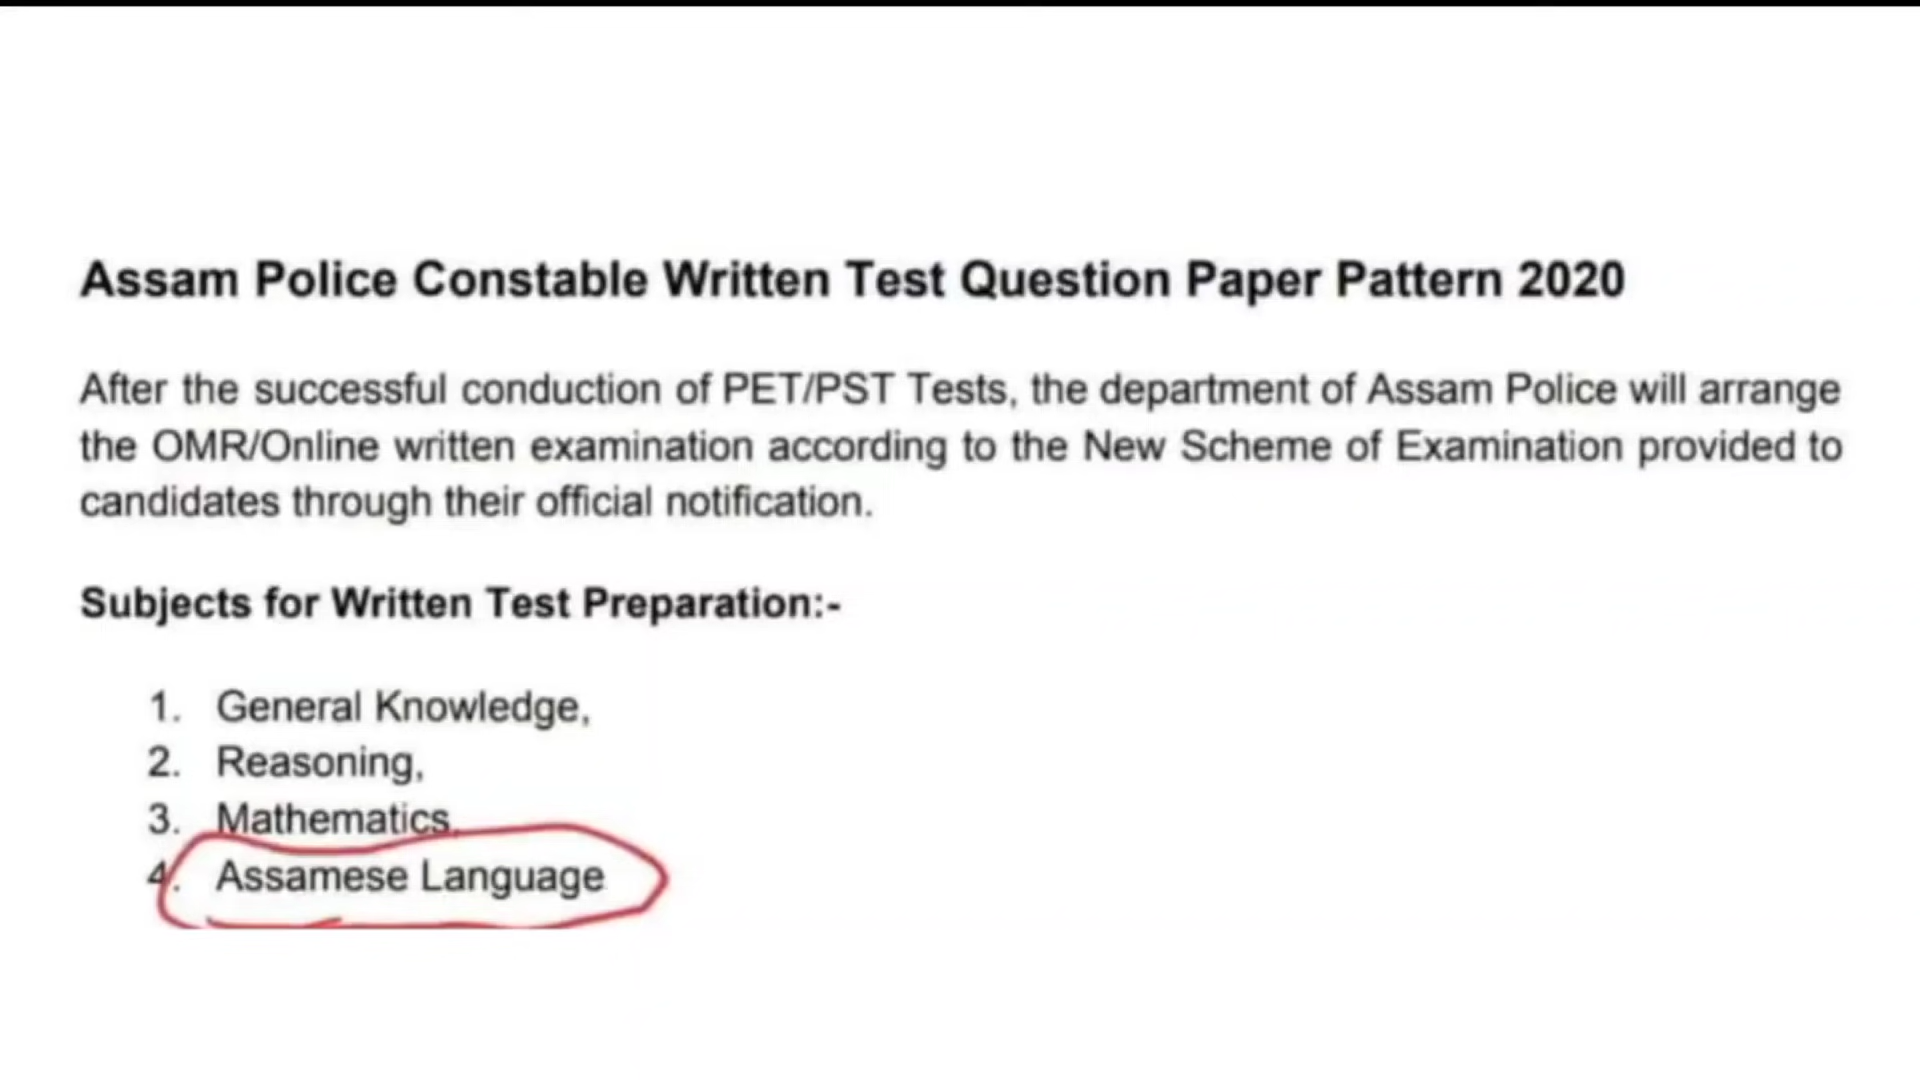 Assam Police Constable Written Test Question Paper Pattern 2020
After the successful conduction of PET/PST Tests, the department of Assam Police will arrange
the OMR/Online written examination according to the New Scheme of Examination provided to
candidates through their official notification.
Subjects for Written Test Preparation:-
1. General Knowledge,
2. Reasoning,
3. Mathematics,
4. Assamese Language